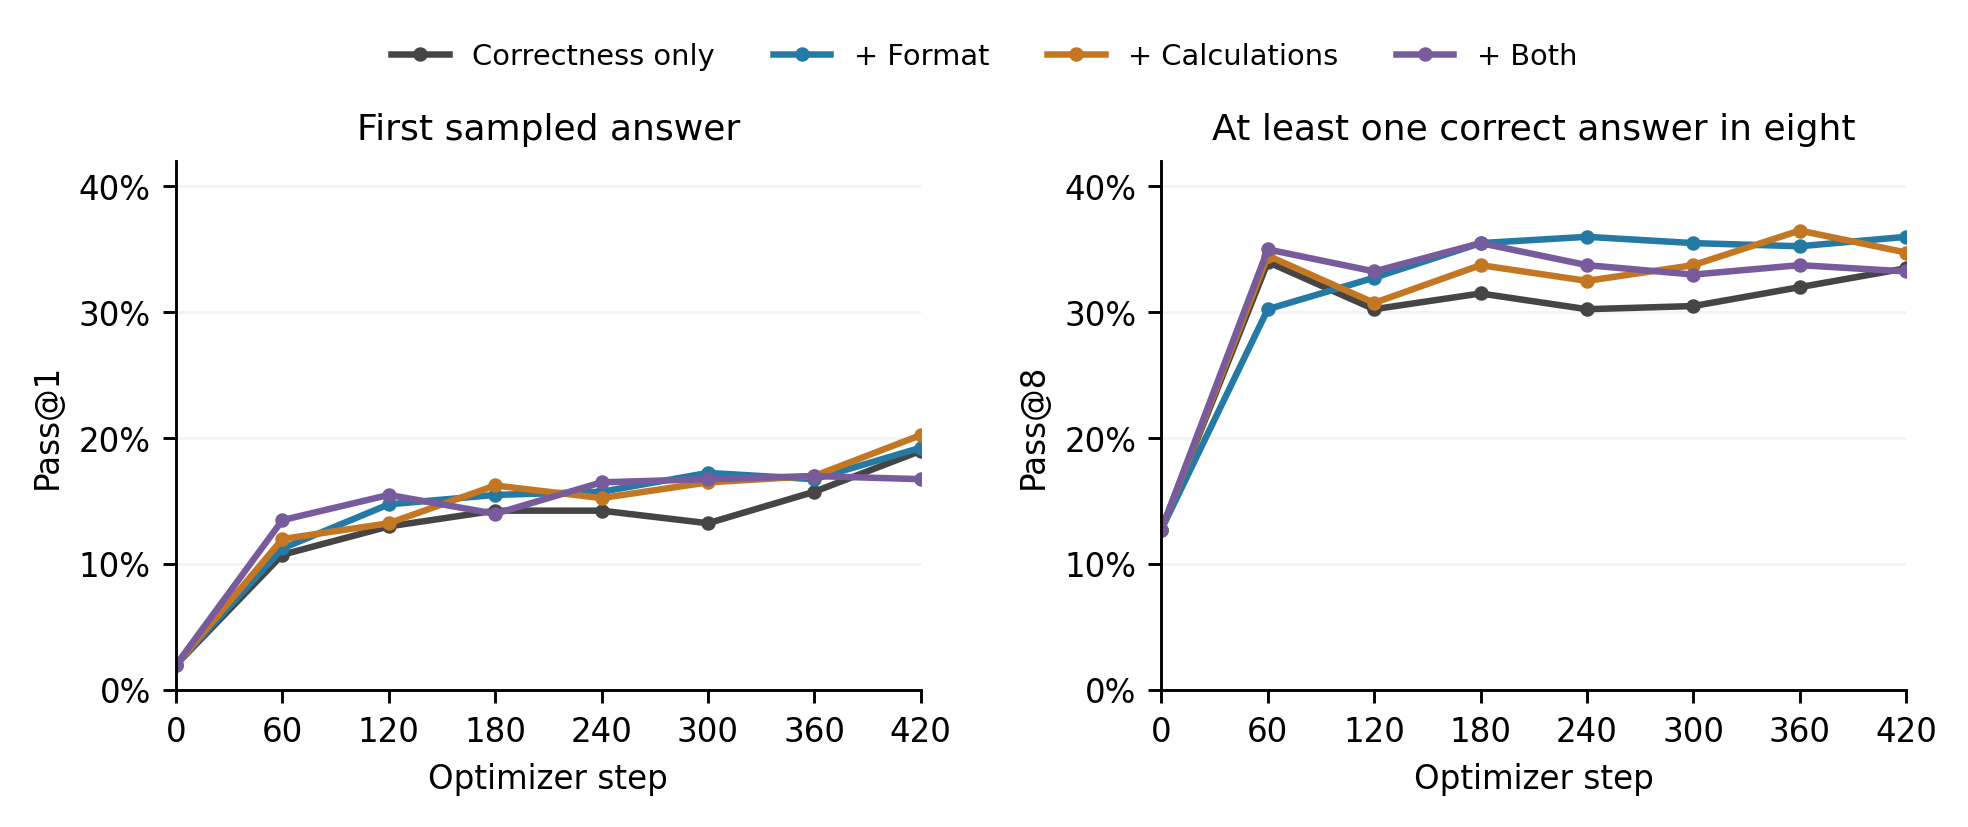 Correctness only + Format + Calculations + Both
First sampled answer
At least one correct answer in eight
Pass@1
40%
30%
20%
10%
0%
0 60 120 180 240 300 360 420
Optimizer step
Pass@8
40%
30%
20%
10%
0%
0 60 120 180 240 300 360 420
Optimizer step